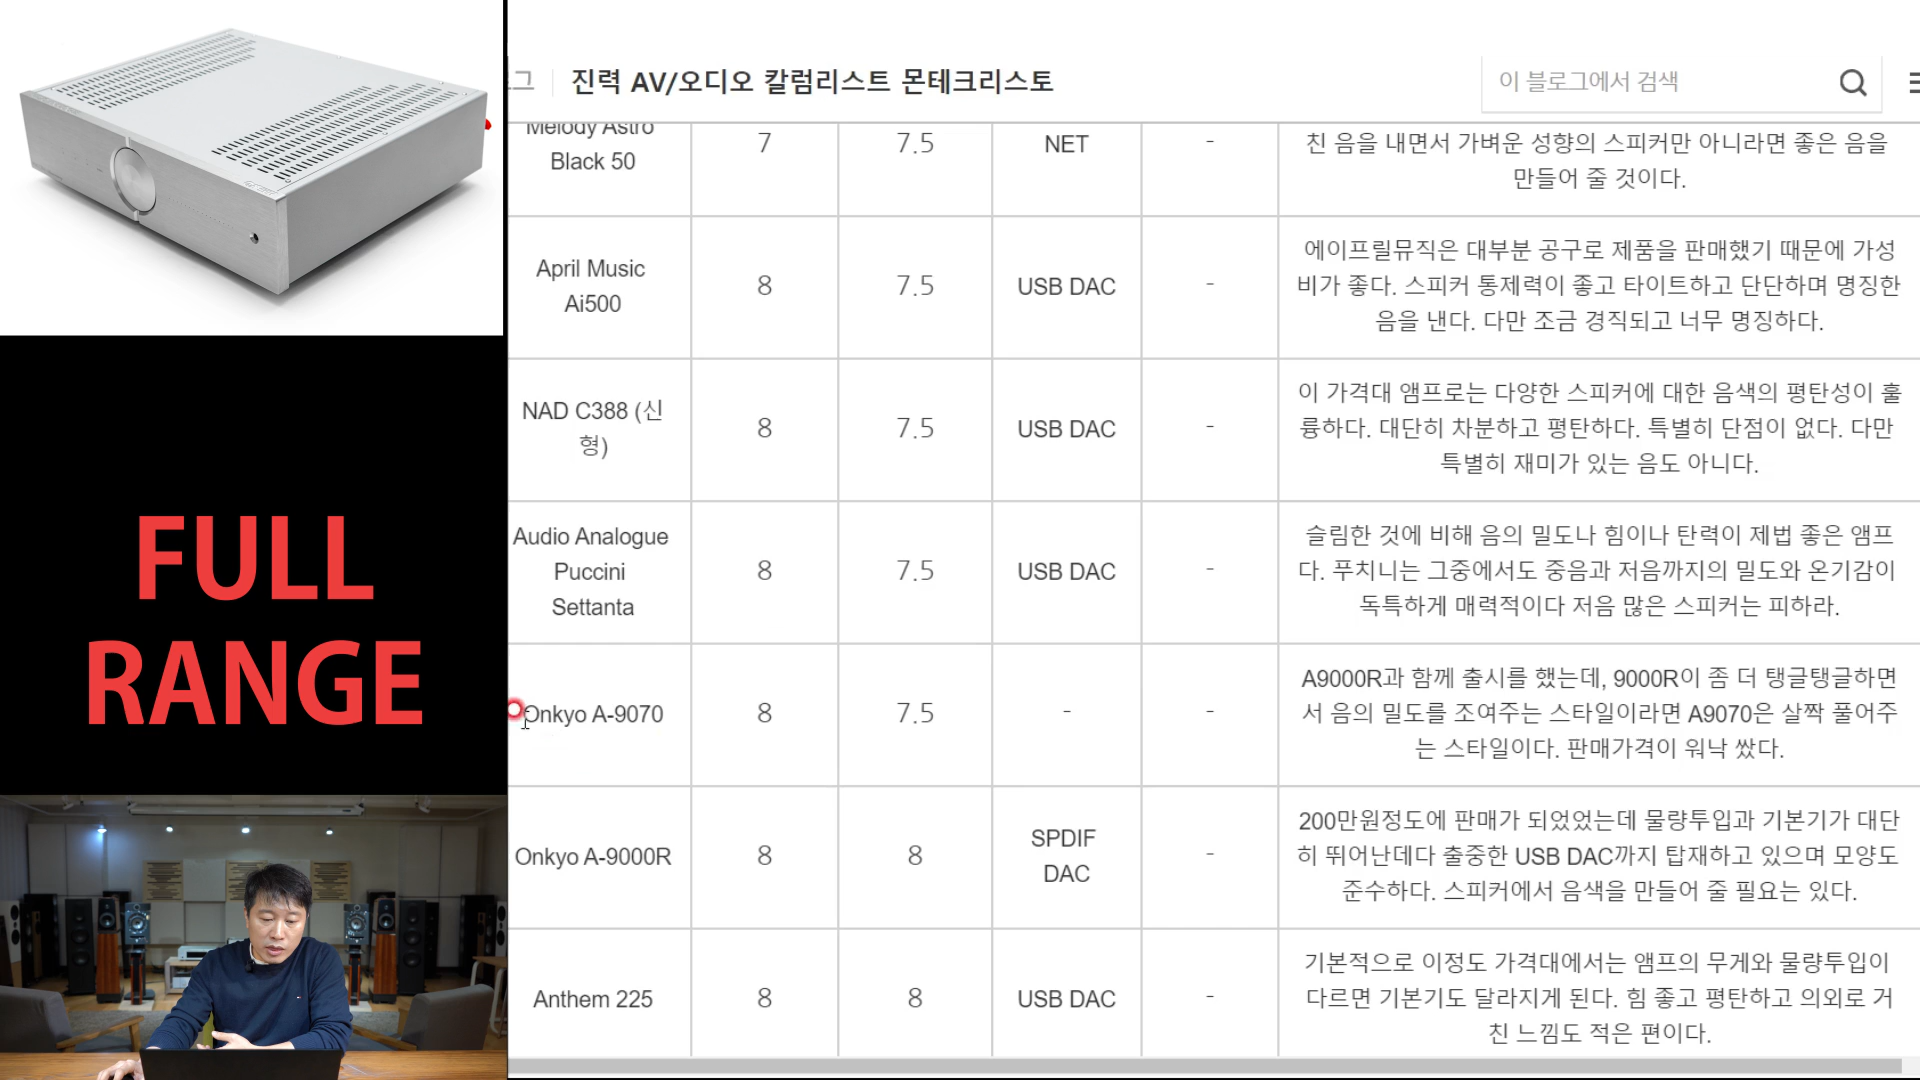 그
진력 AV/오디오 칼럼리스트 몬테크리스토
이 블로그에서 검색
Melody Astro
Black 50
7
7.5
NET
-
친 음을 내면서 가벼운 성향의 스피커만 아니라면 좋은 음을
만들어 줄 것이다.
April Music
Ai500
8
7.5
USB DAC
-
에이프릴뮤직은 대부분 공구로 제품을 판매했기 때문에 가성
비가 좋다. 스피커 통제력이 좋고 타이트하고 단단하며 명징한
음을 낸다. 다만 조금 경직되고 너무 명징하다.
NAD C388 (신
형)
8
7.5
USB DAC
-
이 가격대 앰프로는 다양한 스피커에 대한 음색의 평탄성이 훌
륭하다. 대단히 차분하고 평탄하다. 특별히 단점이 없다. 다만
특별히 재미가 있는 음도 아니다.
Audio Analogue
Puccini
Settanta
8
7.5
USB DAC
-
슬림한 것에 비해 음의 밀도나 힘이나 탄력이 제법 좋은 앰프
다. 푸치니는 그중에서도 중음과 저음까지의 밀도와 온기감이
독특하게 매력적이다 저음 많은 스피커는 피하라.
Onkyo A-9070
8
7.5
-
-
A9000R과 함께 출시를 했는데, 9000R이 좀 더 탱글탱글하면
서 음의 밀도를 조여주는 스타일이라면 A9070은 살짝 풀어주
는 스타일이다. 판매가격이 워낙 쌌다.
Onkyo A-9000R
8
8
SPDIF
DAC
-
200만원정도에 판매가 되었었는데 물량투입과 기본기가 대단
히 뛰어난데다 출중한 USB DAC까지 탑재하고 있으며 모양도
준수하다. 스피커에서 음색을 만들어 줄 필요는 있다.
Anthem 225
8
8
USB DAC
-
기본적으로 이정도 가격대에서는 앰프의 무게와 물량투입이
다르면 기본기도 달라지게 된다. 힘 좋고 평탄하고 의외로 거
친 느낌도 적은 편이다.
FULL
RANGE